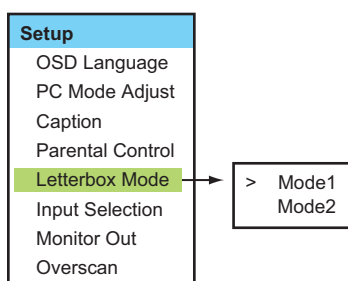 Setup
OSD Language
PC Mode Adjust
Caption
Parental Control
Letterbox Mode
Input Selection
Monitor Out
Overscan
> Mode1
Mode2